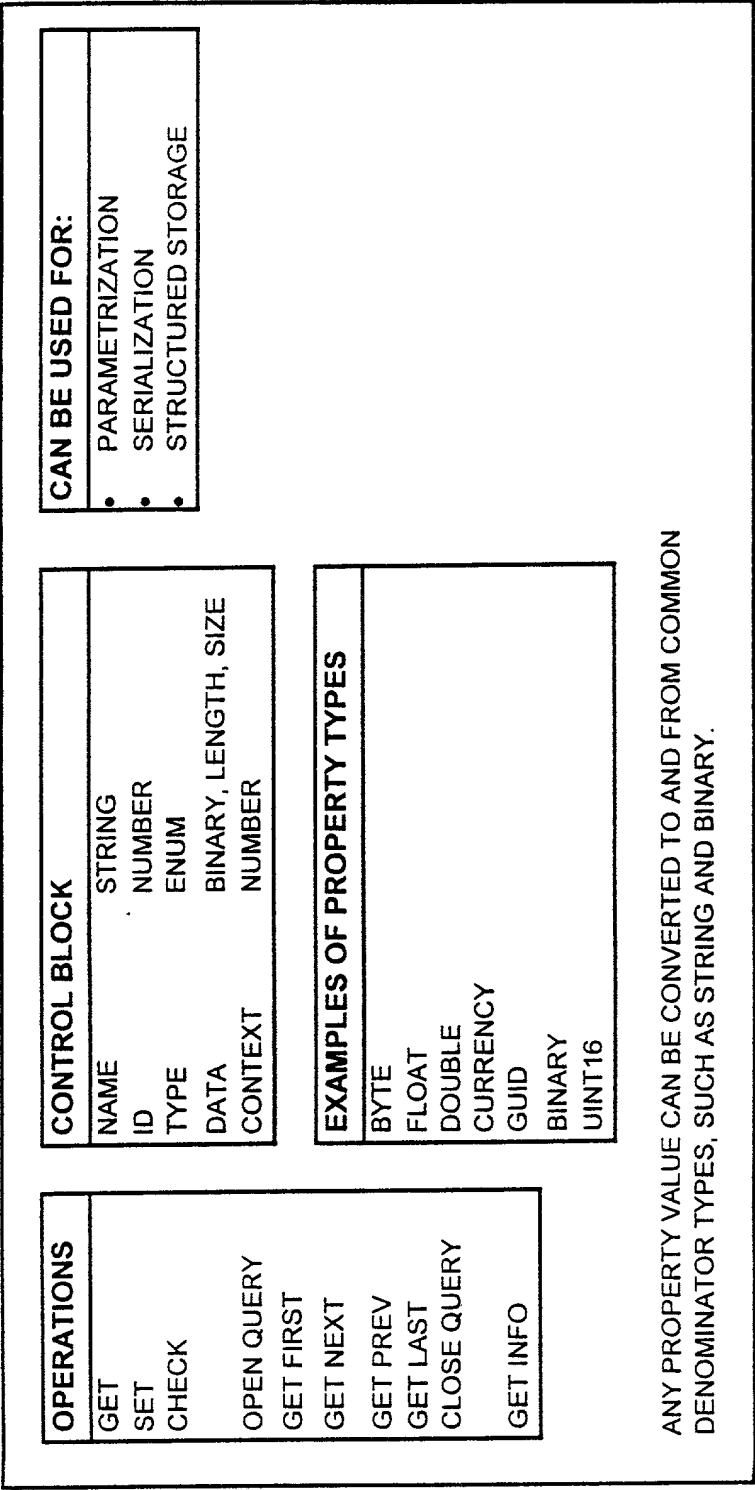 OPERATIONS
GET
SET
CHECK
OPEN QUERY
GET FIRST
GET NEXT
GET PREV
GET LAST
CLOSE QUERY
GET INFO
CONTROL BLOCK
NAME STRING
ID NUMBER
TYPE ENUM
DATA BINARY, LENGTH, SIZE
CONTEXT NUMBER
EXAMPLES OF PROPERTY TYPES
BYTE
FLOAT
DOUBLE
CURRENCY
GUID
BINARY
UINT16
CAN BE USED FOR:
• PARAMETRIZATION
• SERIALIZATION
• STRUCTURED STORAGE
ANY PROPERTY VALUE CAN BE CONVERTED TO AND FROM COMMON
DENOMINATOR TYPES, SUCH AS STRING AND BINARY.